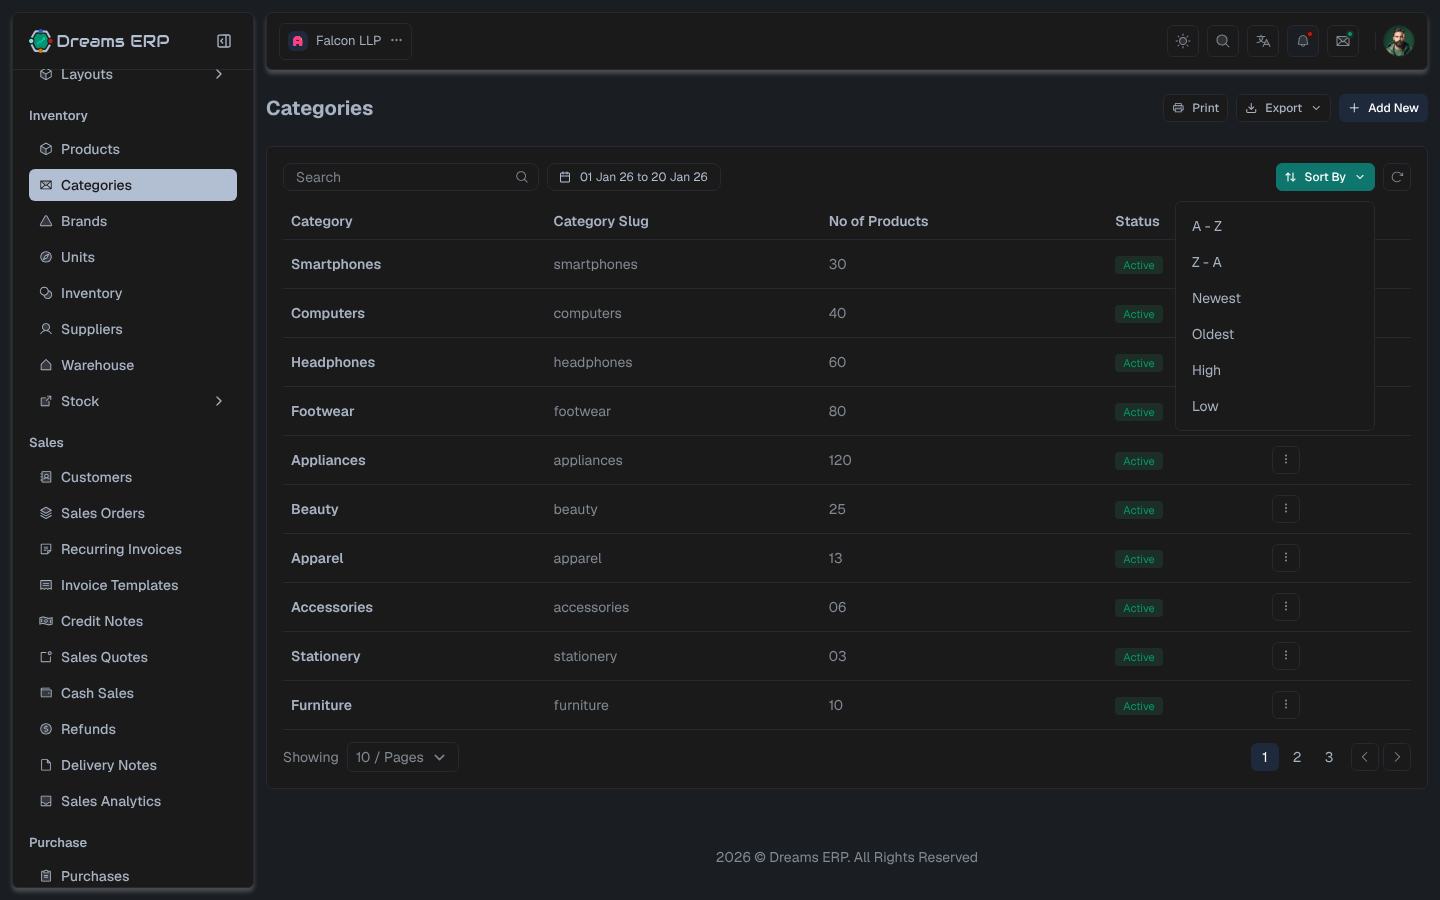 Dreams ERP
Falcon LLP
Layouts
Inventory
Products
Categories
Brands
Units
Inventory
Suppliers
Warehouse
Stock
Sales
Customers
Sales Orders
Recurring Invoices
Invoice Templates
Credit Notes
Sales Quotes
Cash Sales
Refunds
Delivery Notes
Sales Analytics
Purchase
Purchases
Categories
Print
Export
Add New
Search
01 Jan 26 to 20 Jan 26
Sort By
A - Z
Z - A
Newest
Oldest
High
Low
Category Category Slug No of Products Status
Smartphones smartphones 30 Active
Computers computers 40 Active
Headphones headphones 60 Active
Footwear footwear 80 Active
Appliances appliances 120 Active
Beauty beauty 25 Active
Apparel apparel 13 Active
Accessories accessories 06 Active
Stationery stationery 03 Active
Furniture furniture 10 Active
Showing 10 / Pages
1 2 3
2026 © Dreams ERP. All Rights Reserved